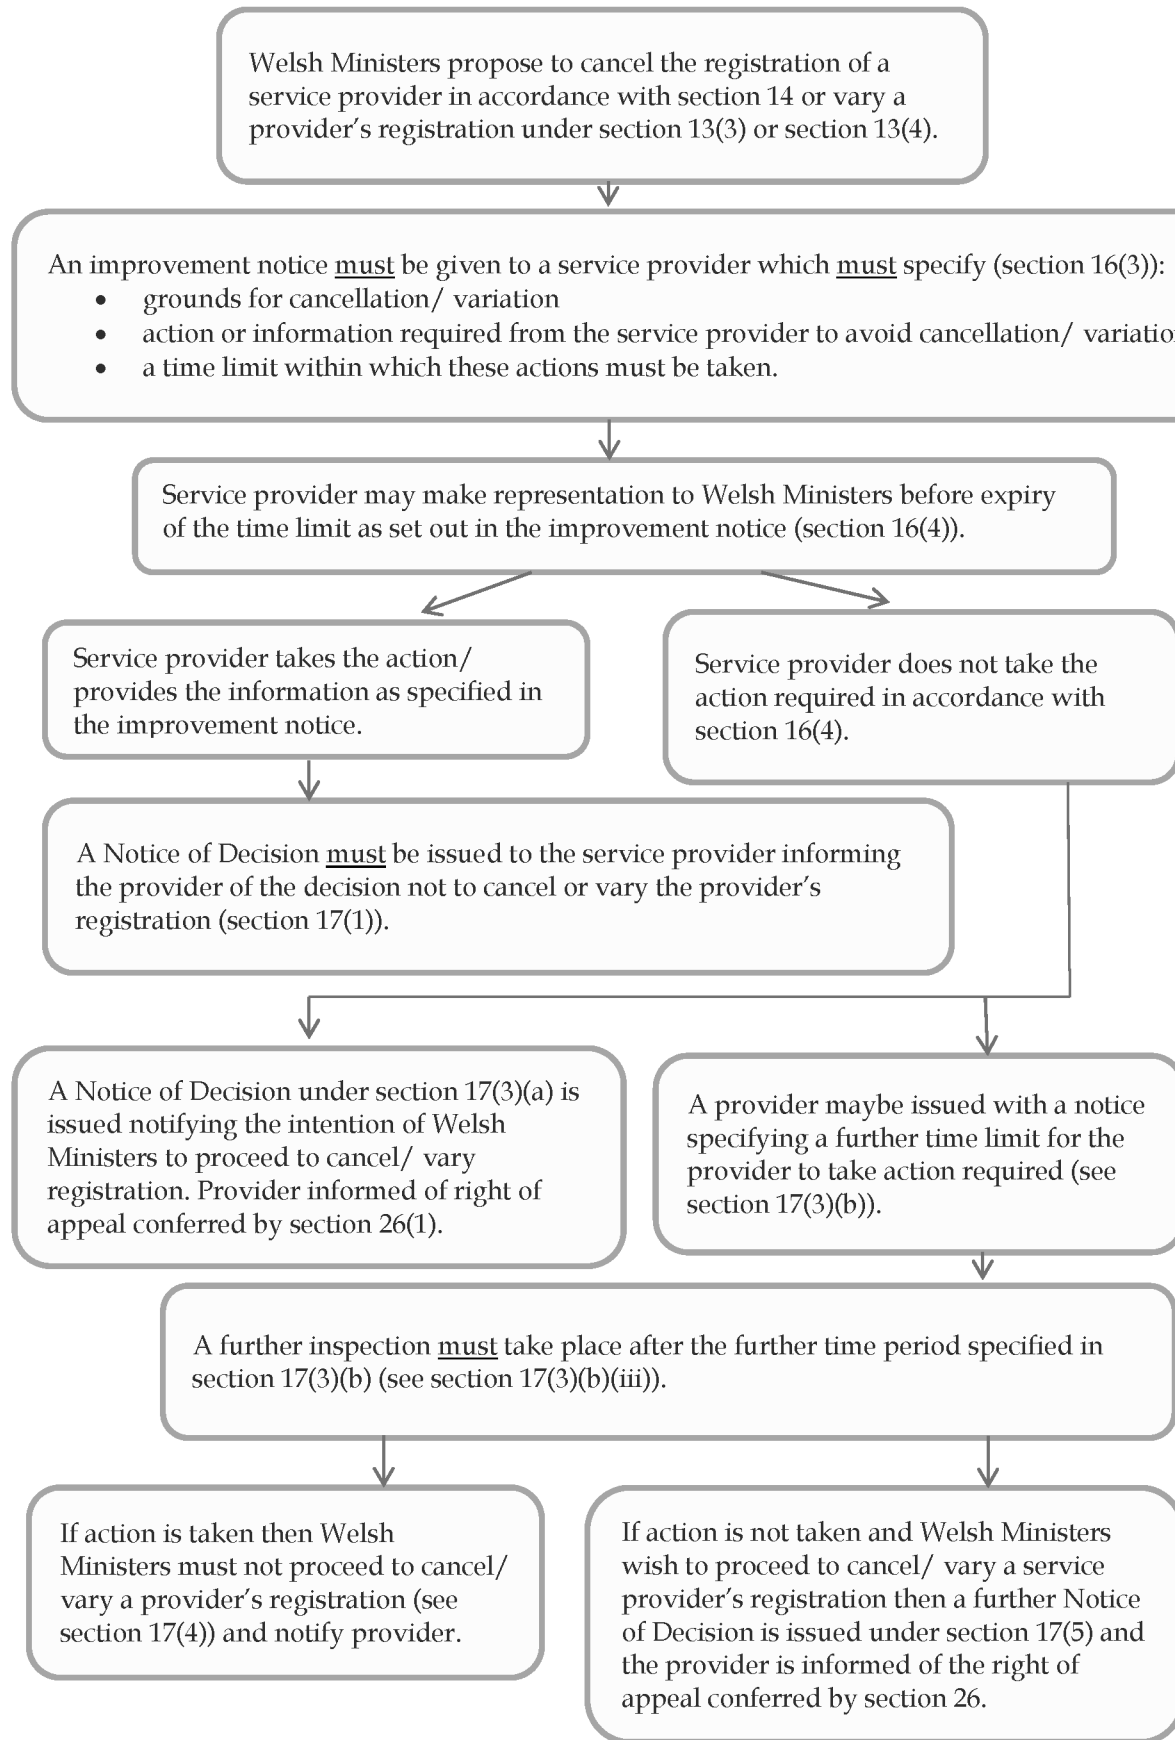 Welsh Ministers propose to cancel the registration of a
service provider in accordance with section 14 or vary a
provider's registration under section 13(3) or section 13(4).
An improvement notice must be given to a service provider which must specify (section 16(3)):
• grounds for cancellation/ variation
• action or information required from the service provider to avoid cancellation/ variatio
• a time limit within which these actions must be taken.
Service provider may make representation to Welsh Ministers before expiry
of the time limit as set out in the improvement notice (section 16(4)).
Service provider takes the action/
provides the information as specified in
the improvement notice.
Service provider does not take the
action required in accordance with
section 16(4).
A Notice of Decision must be issued to the service provider informing
the provider of the decision not to cancel or vary the provider's
registration (section 17(1)).
A Notice of Decision under section 17(3)(a) is
issued notifying the intention of Welsh
Ministers to proceed to cancel/ vary
registration. Provider informed of right of
appeal conferred by section 26(1).
A provider maybe issued with a notice
specifying a further time limit for the
provider to take action required (see
section 17(3)(b)).
A further inspection must take place after the further time period specified in
section 17(3)(b) (see section 17(3)(b)(iii)).
If action is taken then Welsh
Ministers must not proceed to cancel/
vary a provider's registration (see
section 17(4)) and notify provider.
If action is not taken and Welsh Ministers
wish to proceed to cancel/ vary a service
provider's registration then a further Notice
of Decision is issued under section 17(5) and
the provider is informed of the right of
appeal conferred by section 26.